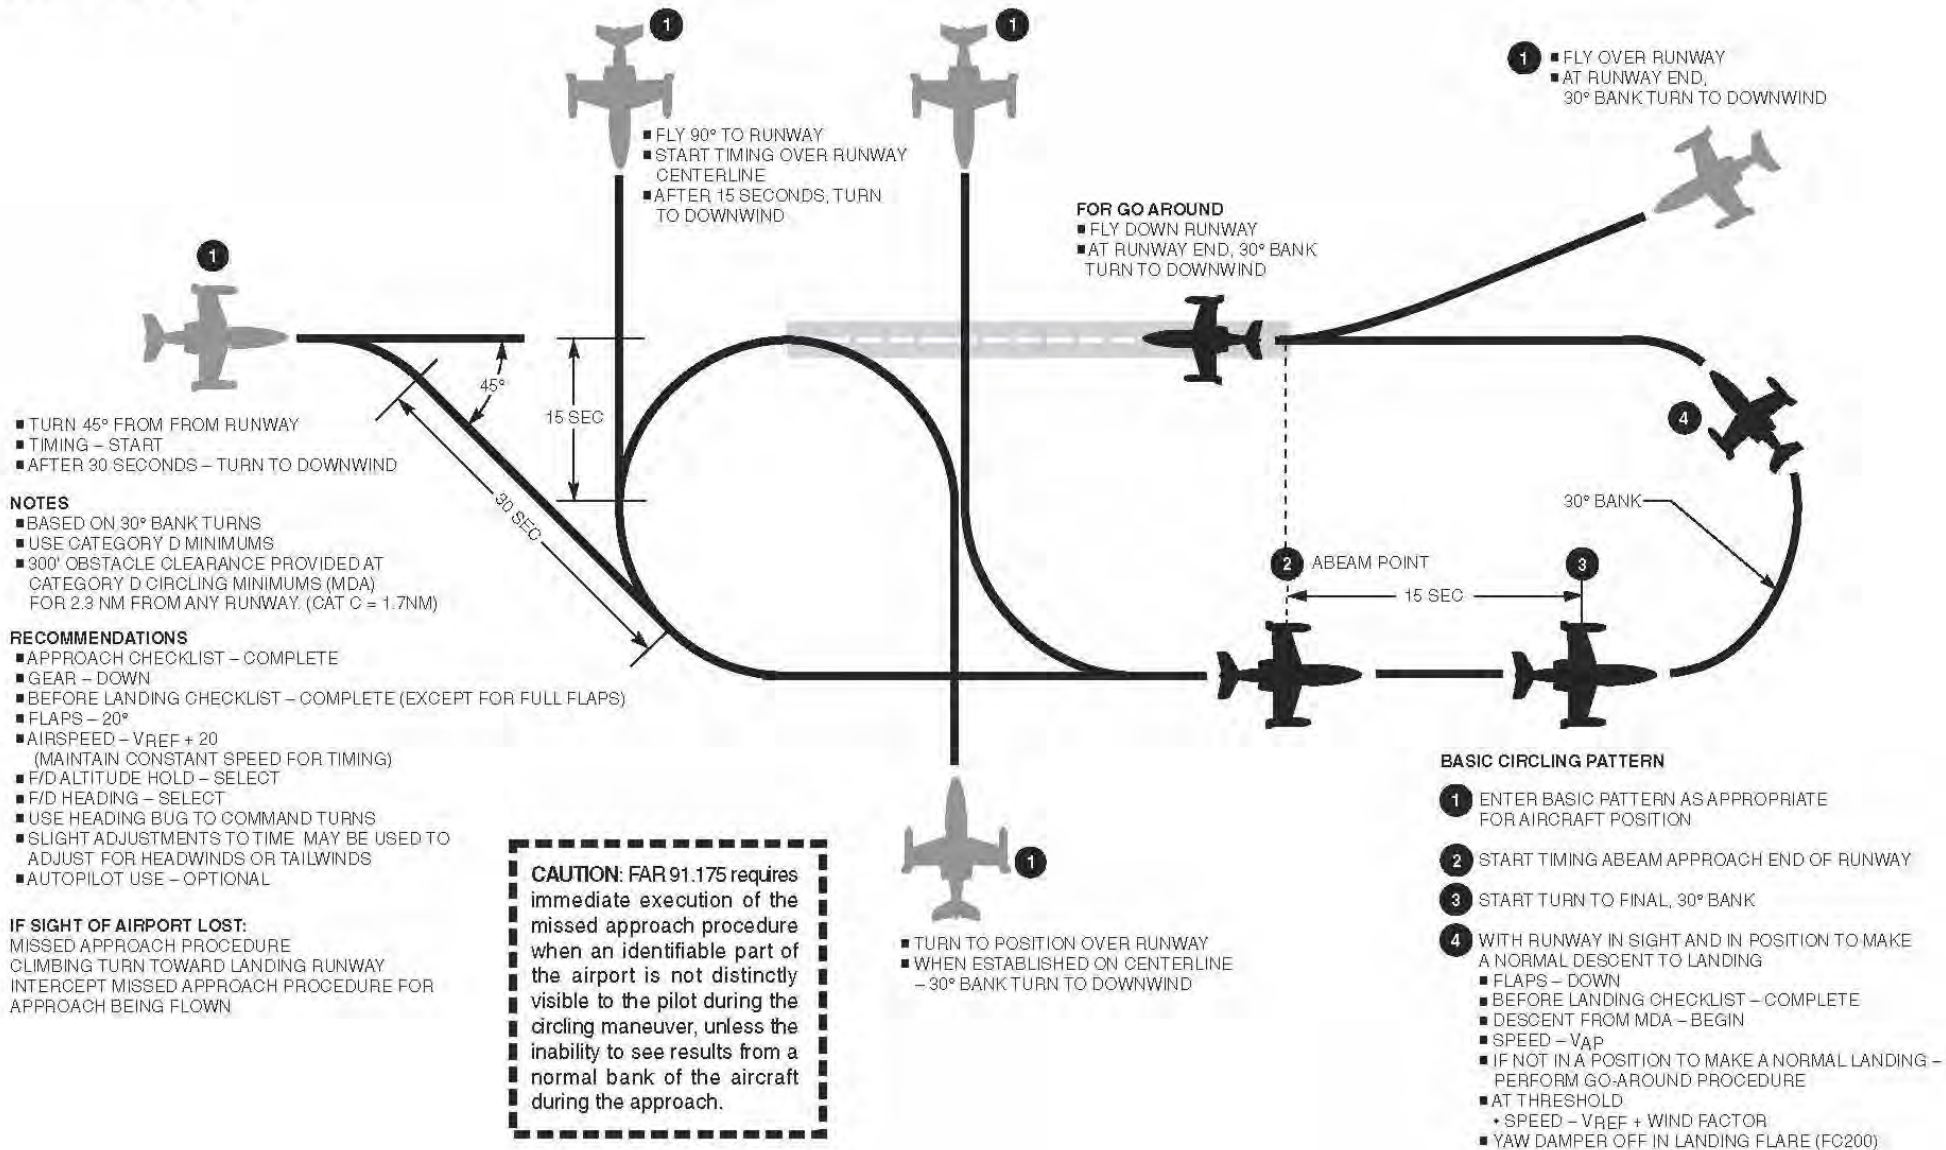 1
1
1
■ FLY OVER RUNWAY
■ AT RUNWAY END,
30° BANK TURN TO DOWNWIND
■ FLY 90° TO RUNWAY
■ START TIMING OVER RUNWAY
CENTERLINE
■ AFTER 15 SECONDS, TURN
TO DOWNWIND
FOR GO AROUND
■ FLY DOWN RUNWAY
■ AT RUNWAY END, 30° BANK
TURN TO DOWNWIND
1
45°
15 SEC
30 SEC
4
30° BANK
2 ABEAM POINT
3
15 SEC
■ TURN 45° FROM FROM RUNWAY
■ TIMING – START
■ AFTER 30 SECONDS – TURN TO DOWNWIND
NOTES
■ BASED ON 30° BANK TURNS
■ USE CATEGORY D MINIMUMS
■ 300' OBSTACLE CLEARANCE PROVIDED AT
CATEGORY D CIRCLING MINIMUMS (MDA)
FOR 2.3 NM FROM ANY RUNWAY. (CAT C = 1.7NM)
RECOMMENDATIONS
■ APPROACH CHECKLIST – COMPLETE
■ GEAR – DOWN
■ BEFORE LANDING CHECKLIST – COMPLETE (EXCEPT FOR FULL FLAPS)
■ FLAPS – 20°
■ AIRSPEED – VREF + 20
(MAINTAIN CONSTANT SPEED FOR TIMING)
■ F/D ALTITUDE HOLD – SELECT
■ F/D HEADING – SELECT
■ USE HEADING BUG TO COMMAND TURNS
■ SLIGHT ADJUSTMENTS TO TIME MAY BE USED TO
ADJUST FOR HEADWINDS OR TAILWINDS
■ AUTOPILOT USE – OPTIONAL
IF SIGHT OF AIRPORT LOST:
MISSED APPROACH PROCEDURE
CLIMBING TURN TOWARD LANDING RUNWAY
INTERCEPT MISSED APPROACH PROCEDURE FOR
APPROACH BEING FLOWN
CAUTION: FAR 91.175 requires
immediate execution of the
missed approach procedure
when an identifiable part of
the airport is not distinctly
visible to the pilot during the
circling maneuver, unless the
inability to see results from a
normal bank of the aircraft
during the approach.
1
■ TURN TO POSITION OVER RUNWAY
■ WHEN ESTABLISHED ON CENTERLINE
– 30° BANK TURN TO DOWNWIND
BASIC CIRCLING PATTERN
1 ENTER BASIC PATTERN AS APPROPRIATE
FOR AIRCRAFT POSITION
2 START TIMING ABEAM APPROACH END OF RUNWAY
3 START TURN TO FINAL, 30° BANK
4 WITH RUNWAY IN SIGHT AND IN POSITION TO MAKE
A NORMAL DESCENT TO LANDING
■ FLAPS – DOWN
■ BEFORE LANDING CHECKLIST – COMPLETE
■ DESCENT FROM MDA – BEGIN
■ SPEED – VAP
■ IF NOT IN A POSITION TO MAKE A NORMAL LANDING –
PERFORM GO-AROUND PROCEDURE
■ AT THRESHOLD
• SPEED – VREF + WIND FACTOR
■ YAW DAMPER OFF IN LANDING FLARE (FC200)